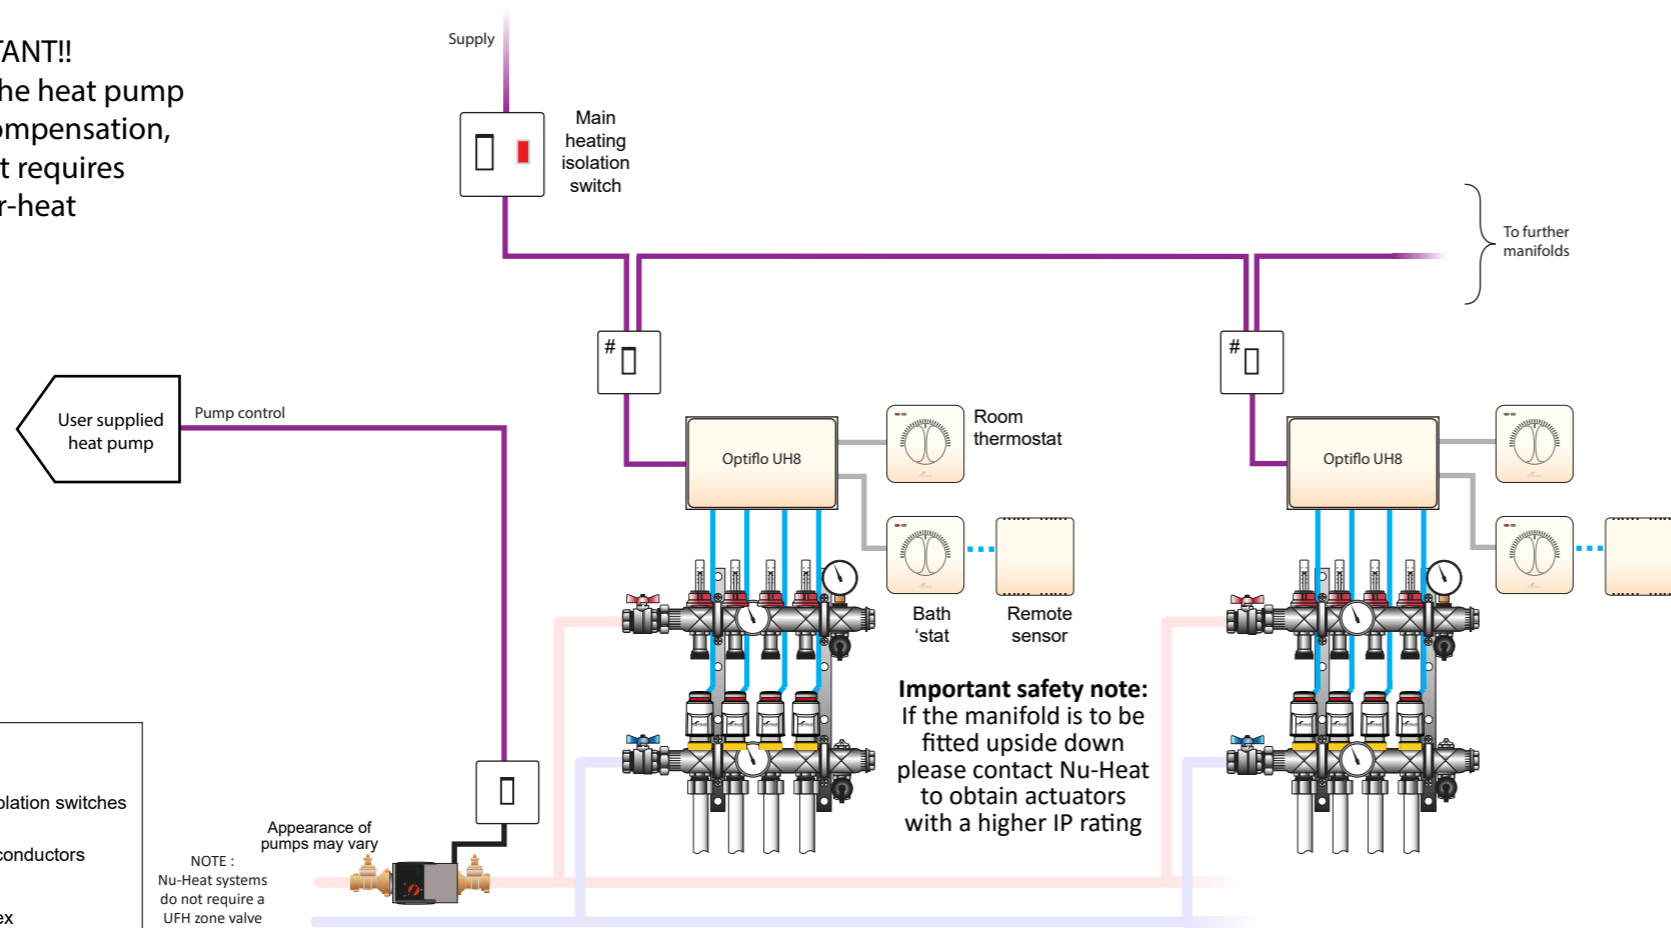 TANT!!
he heat pump
ompensation,
t requires
r-heat
Supply
Main
heating
isolation
switch
To further
manifolds
#
#
User supplied
heat pump
Pump control
Optiflo UH8
Room
thermostat
Optiflo UH8
Bath
‘stat
Remote
sensor
Important safety note:
If the manifold is to be
fitted upside down
please contact Nu-Heat
to obtain actuators
with a higher IP rating
olation switches
conductors
ex
Appearance of
pumps may vary
NOTE :
Nu-Heat systems
do not require a
UFH zone valve